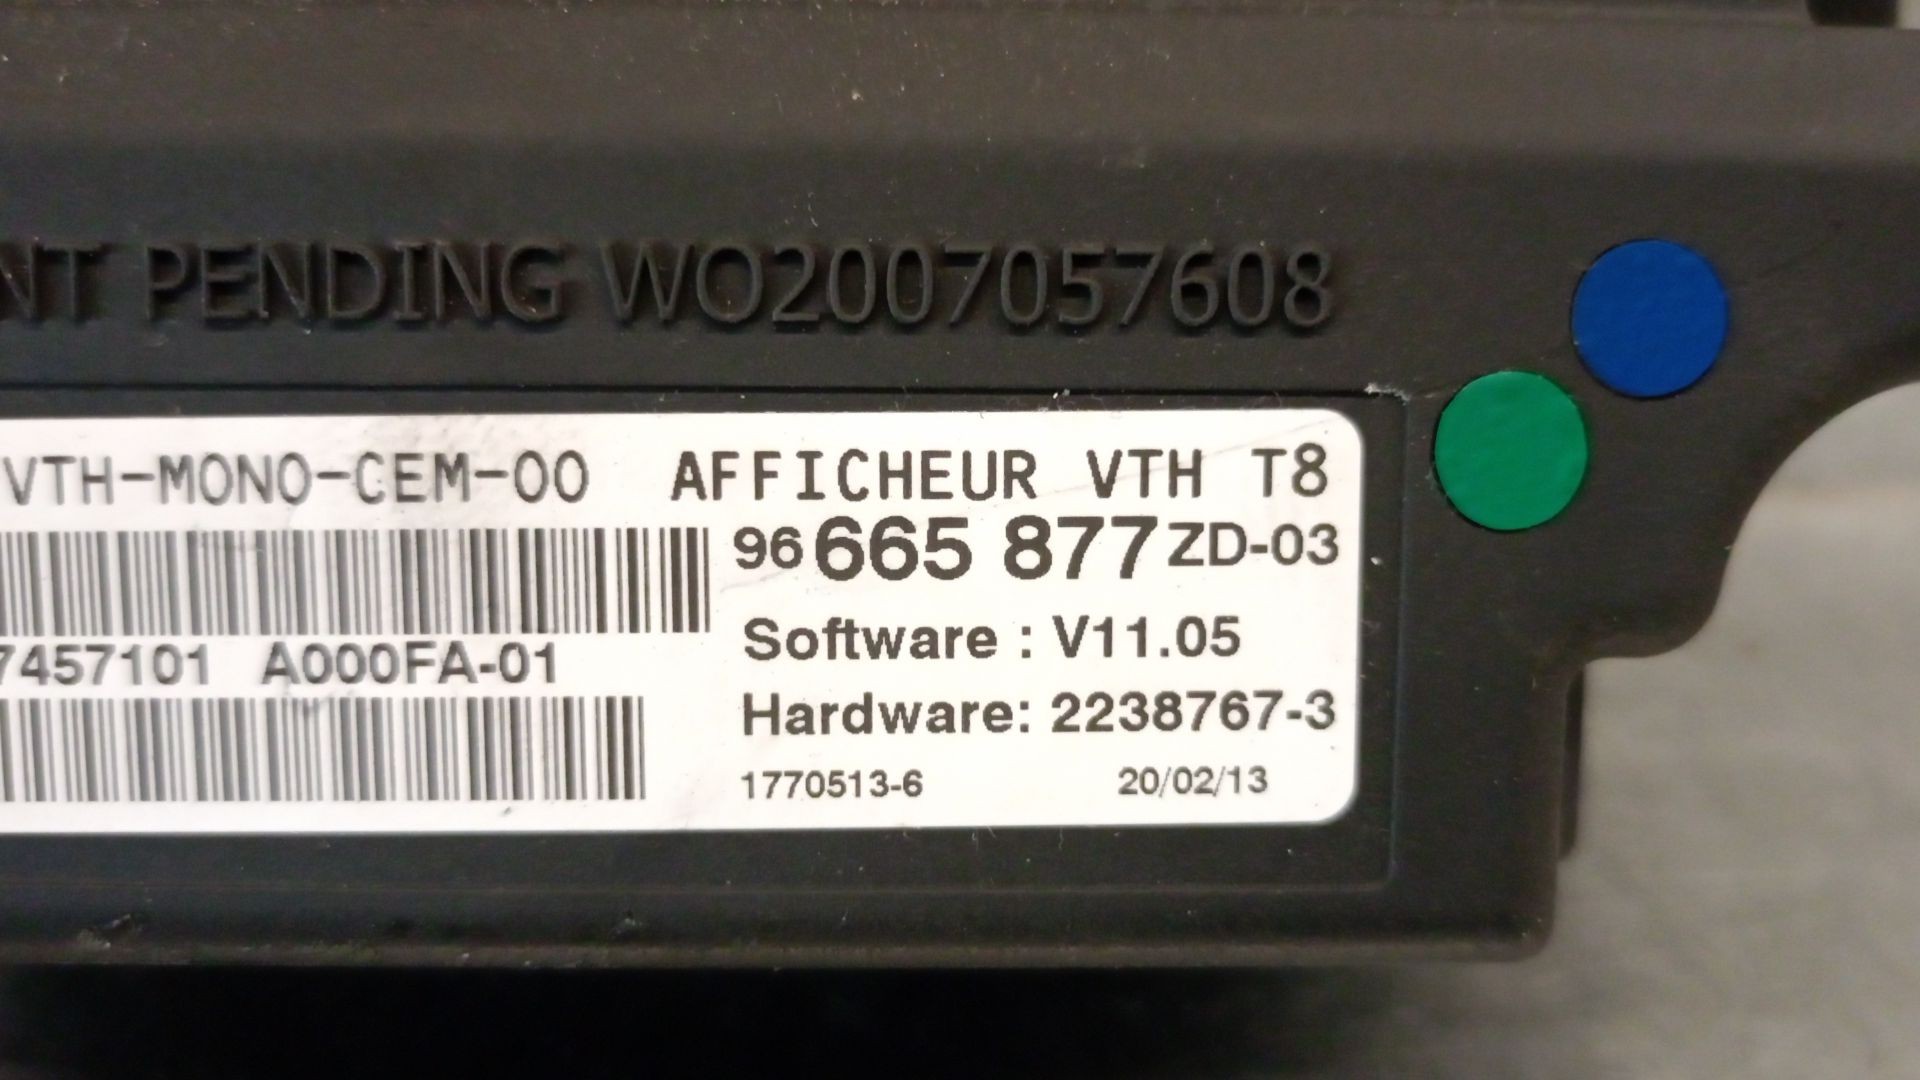 NT PENDING WO2007057608
VTH-MONO-CEM-00 AFFICHEUR VTH T8
96 665 877 ZD-03
Software : V11.05
7457101 A000FA-01
Hardware: 2238767-3
1770513-6 20/02/13